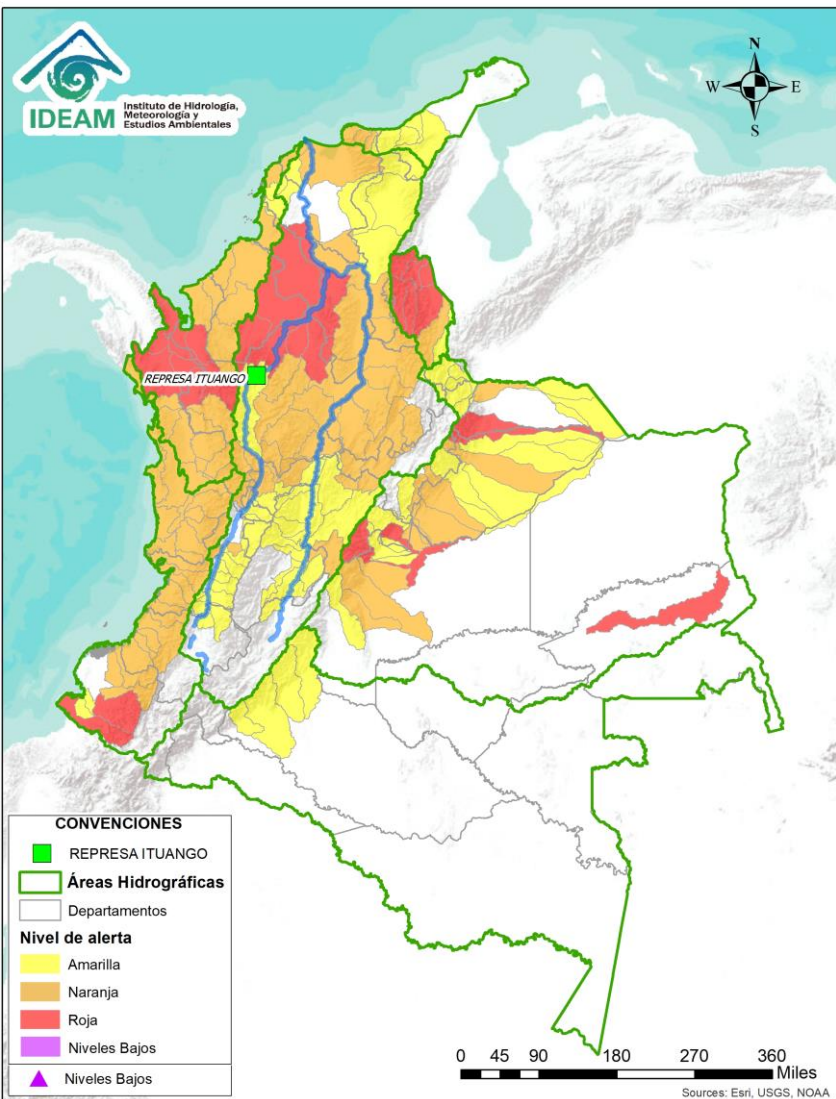 IDEAM
Instituto de Hidrología,
Meteorología y
Estudios Ambientales
N
W
E
S
REPRESA ITUANGO
CONVENCIONES
REPRESA ITUANGO
Áreas Hidrográficas
Departamentos
Nivel de alerta
Amarilla
Naranja
Roja
Niveles Bajos
Niveles Bajos
0 45 90 180 270 360
Miles
Sources: Esri, USGS, NOAA